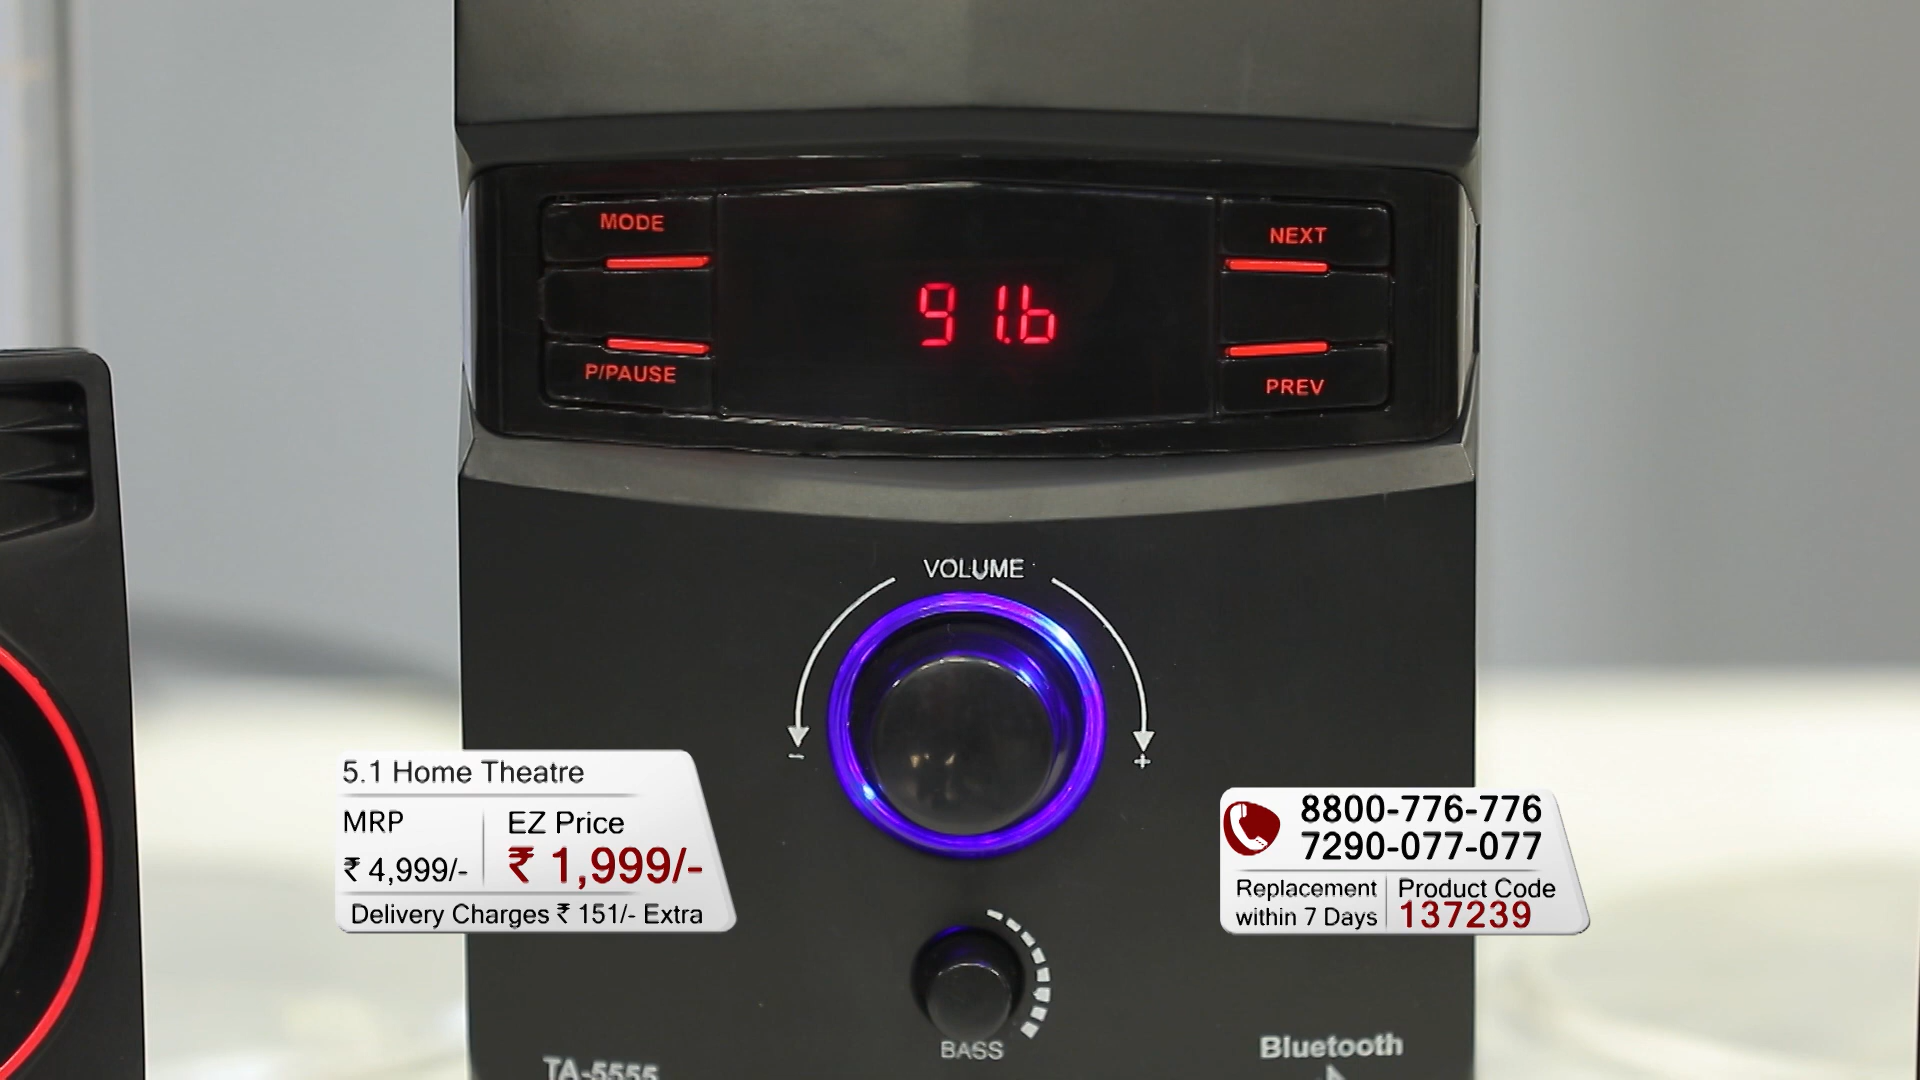 MODE
NEXT
91.6
P/PAUSE
PREV
VOLUME
-
+
5.1 Home Theatre
MRP
EZ Price
₹ 4,999/-
₹ 1,999/-
Delivery Charges ₹ 151/- Extra
8800-776-776
7290-077-077
Replacement
within 7 Days
Product Code
137239
BASS
TA-5555
Bluetooth